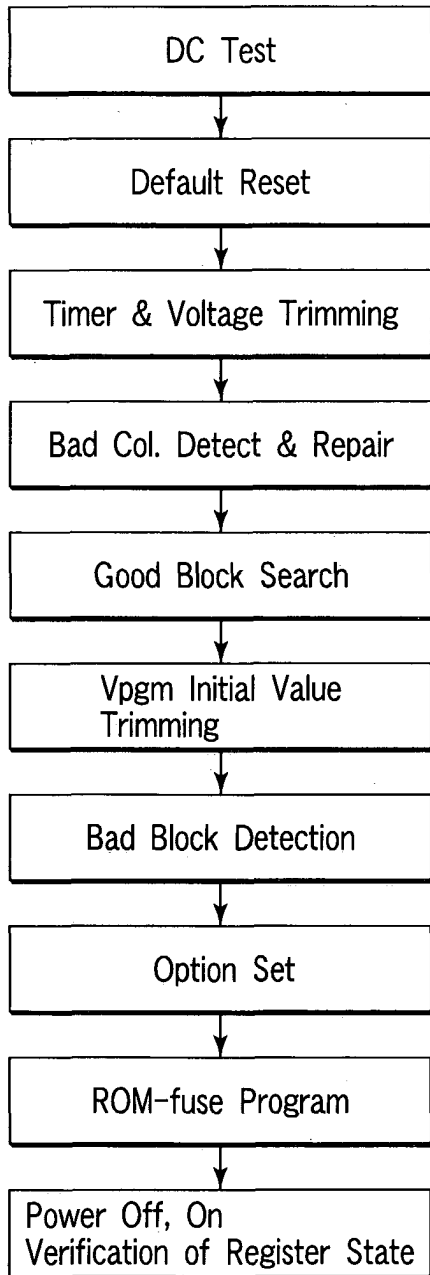 DC Test
Default Reset
Timer & Voltage Trimming
Bad Col. Detect & Repair
Good Block Search
Vpgm Initial Value
Trimming
Bad Block Detection
Option Set
ROM-fuse Program
Power Off, On
Verification of Register State